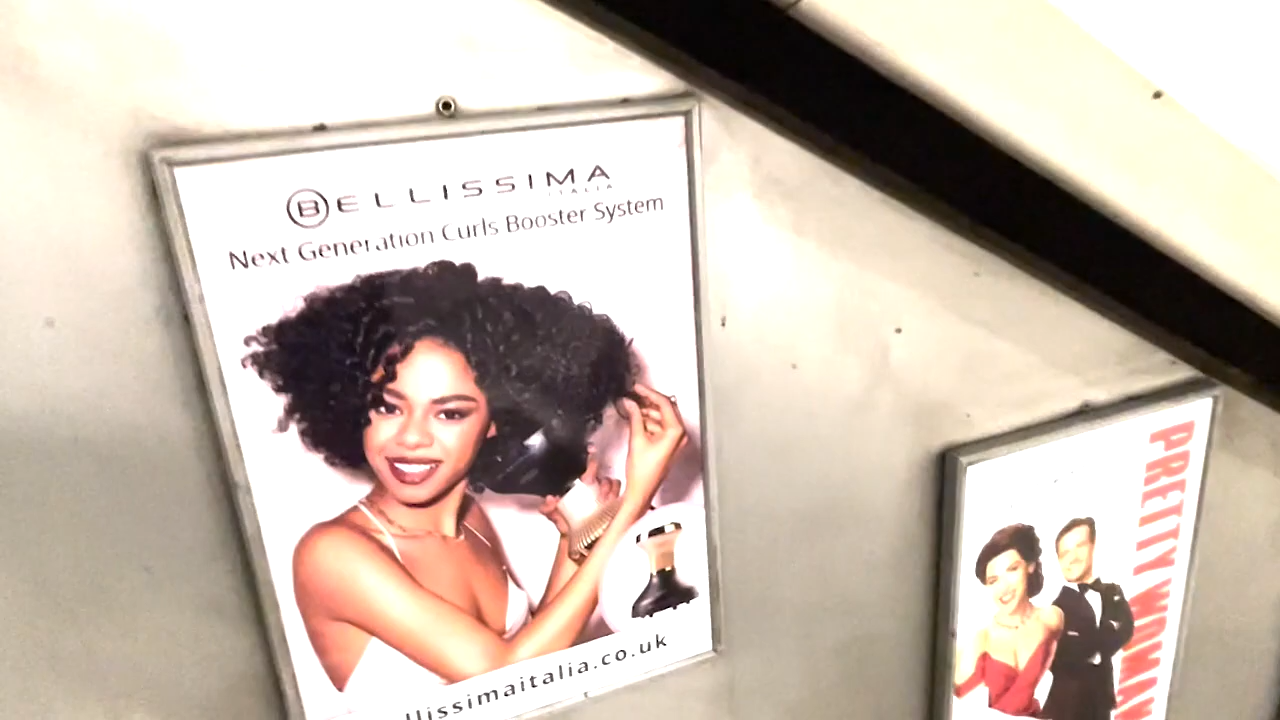 BELLISSIMA
ITALIA
Next Generation Curls Booster System
llissimaitalia.co.uk
PRETTY WOMAN